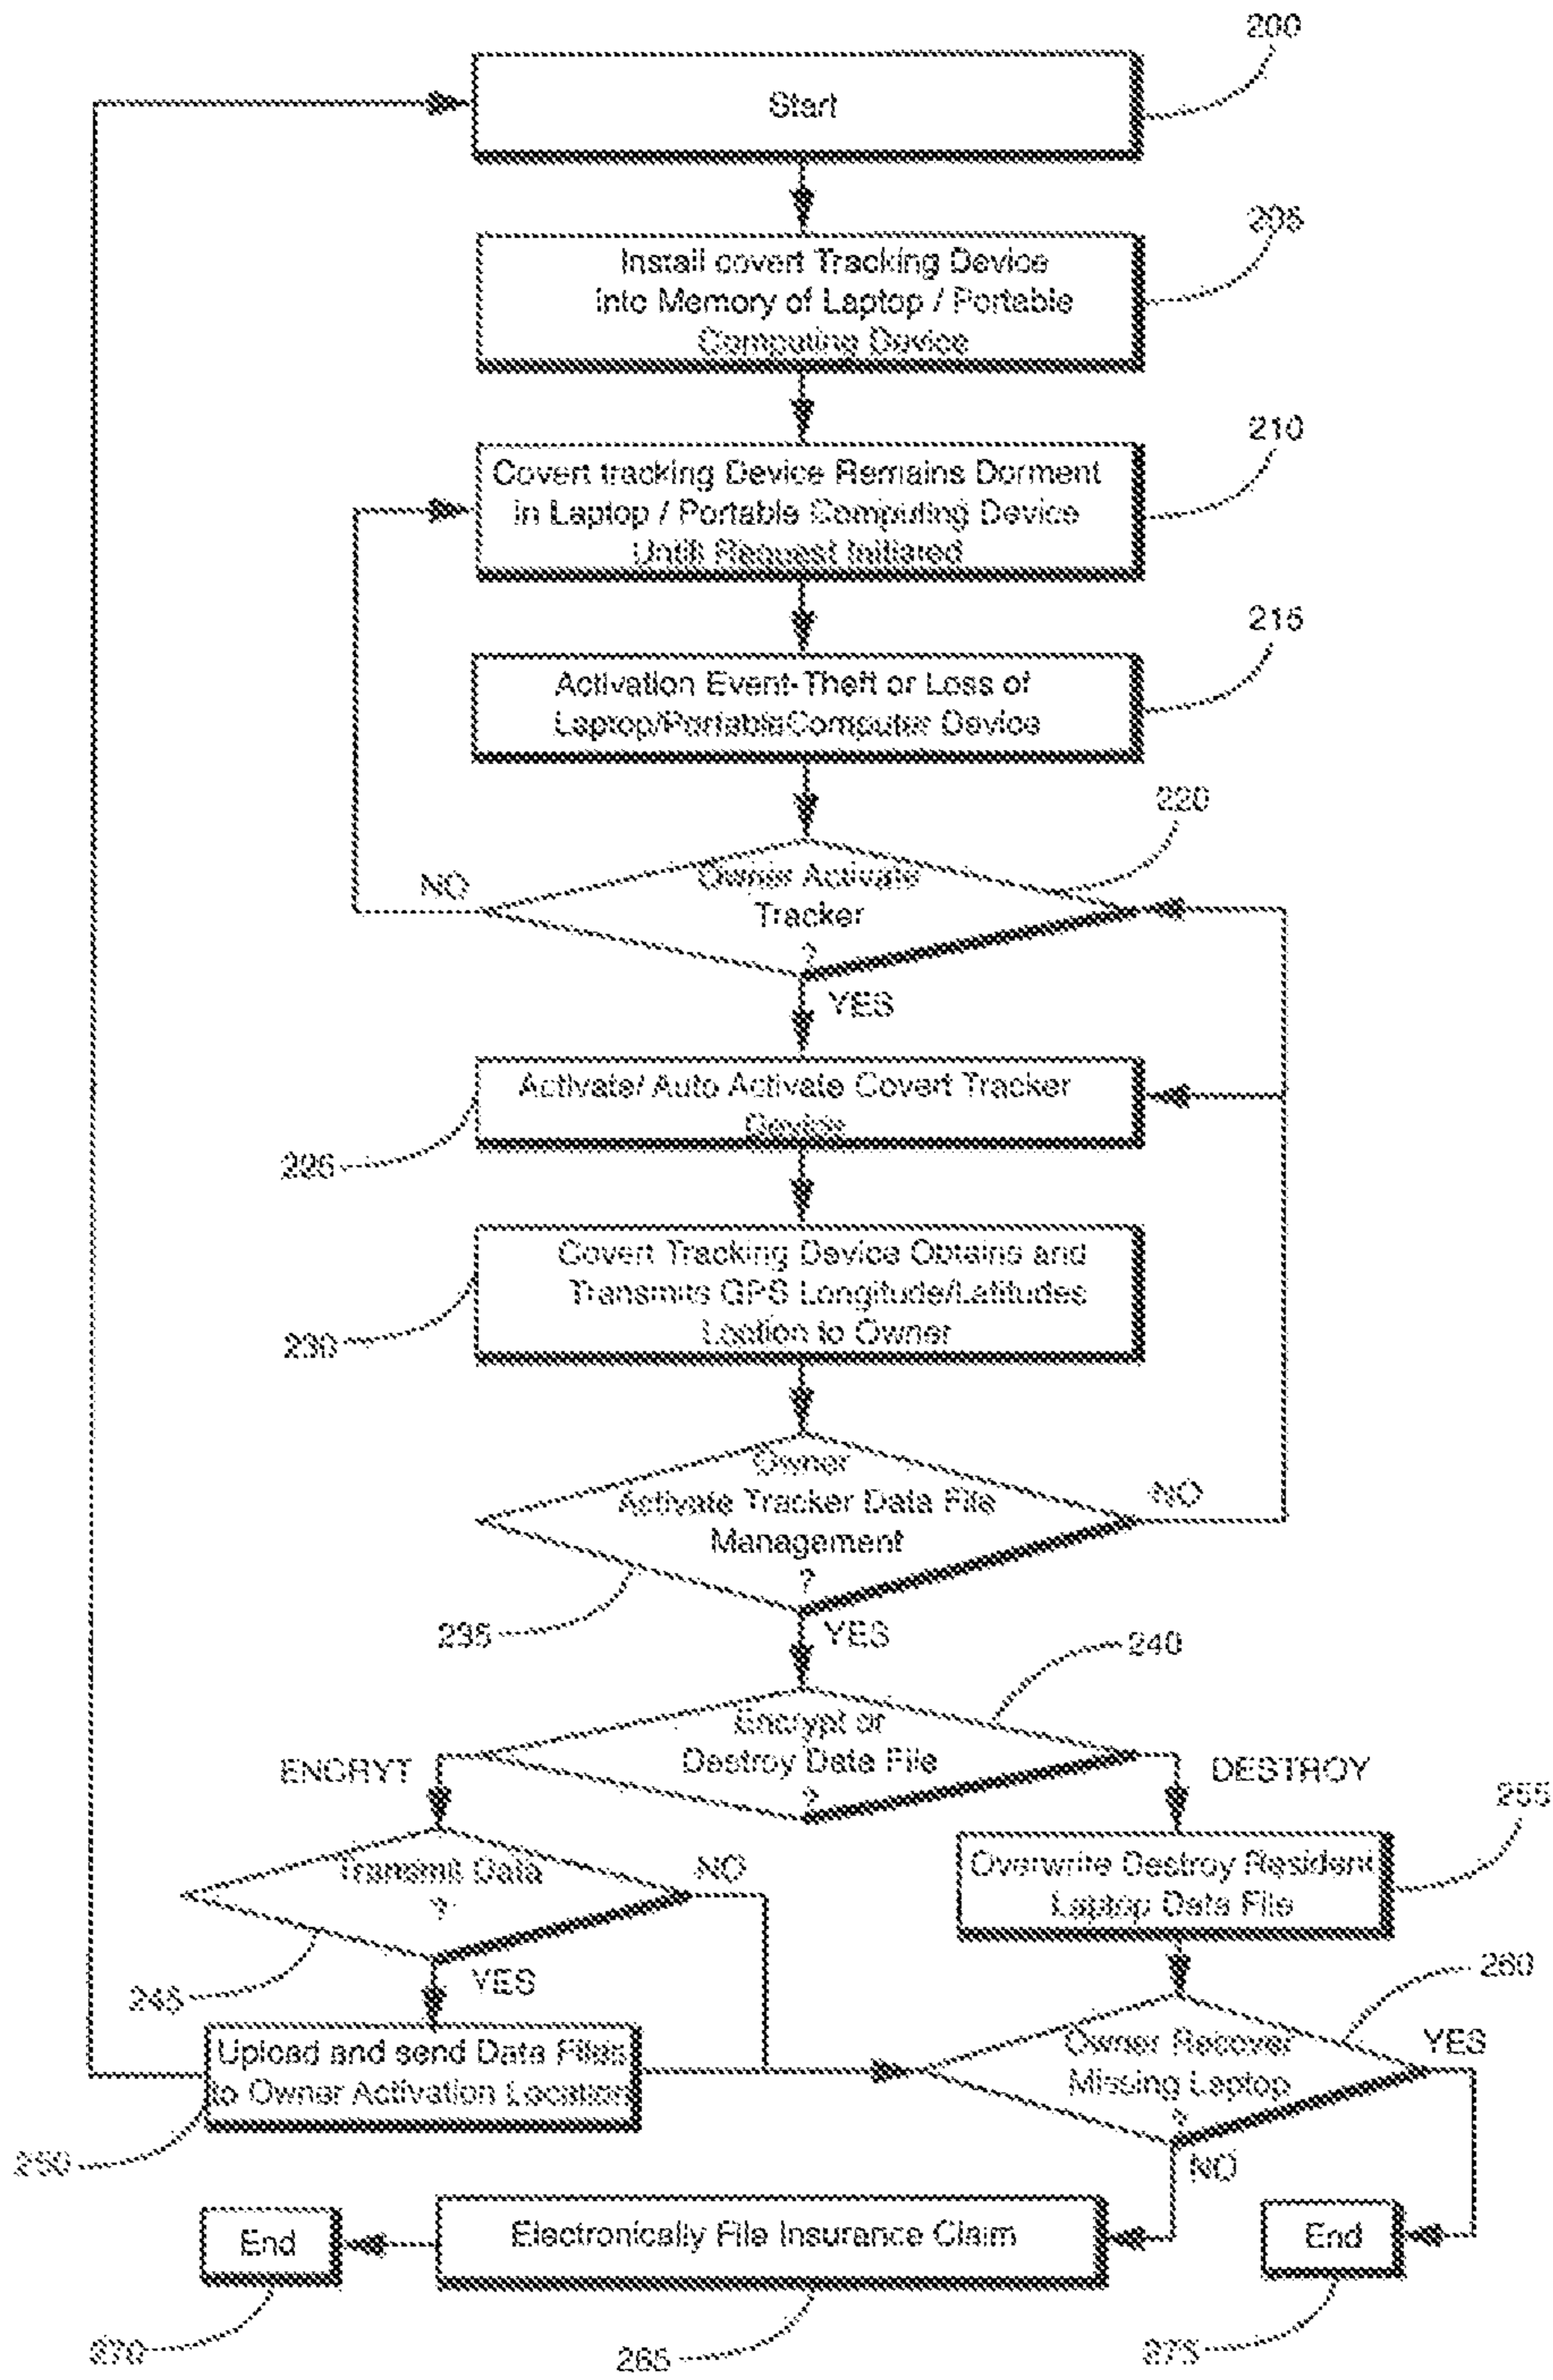 200
Start
205
Install covert Tracking Device
into Memory of Laptop / Portable
Computing Device
210
Covert tracking Device Remains Dorment
in Laptop / Portable Computing Device
Untill Request Initiared
215
Activation Event-Theft or Loss of
Laptop/PortableComputer Device
220
Owner Activate
Tracker
?
NO
YES
Activate/ Auto Activate Covert Tracker
Device
225
Covert Tracking Device Obtains and
Transmits GPS Longitude/Latitudes
Loction to Owner
230
Owner
Activate Tracker Data File
Management
?
NO
235
YES
240
Encrypt or
Destroy Data File
?
ENCRYT
DESTROY
255
Transmit Data
?
NO
Overwrite Destroy Resident
Laptop Data File
245
YES
260
Upload and send Data Files
to Owner Activation Location
Owner Recover
Missing Laptop
?
YES
250
NO
End
Electronically File Insurance Claim
End
270
265
275